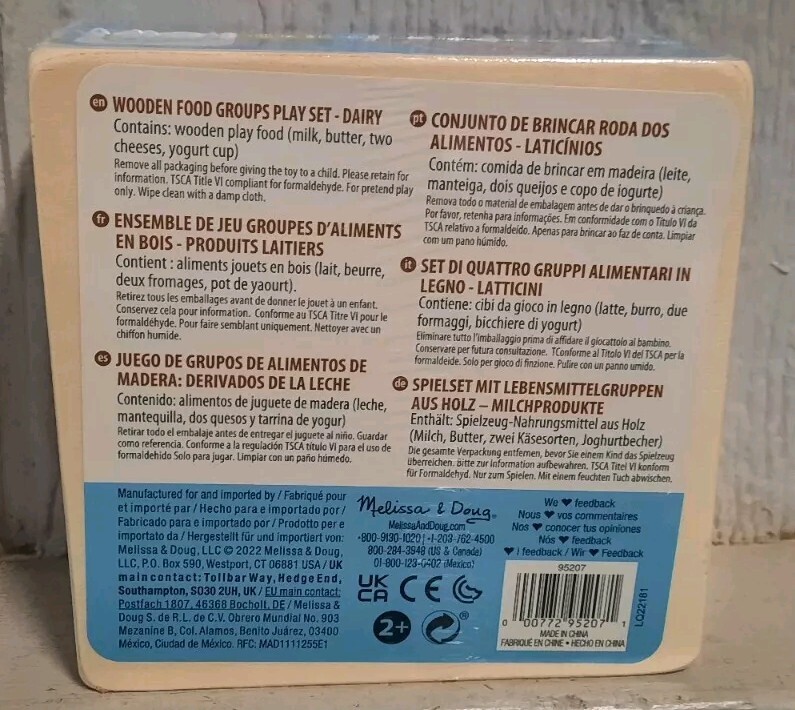 en WOODEN FOOD GROUPS PLAY SET - DAIRY
Contains: wooden play food (milk, butter, two
cheeses, yogurt cup)
Remove all packaging before giving the toy to a child. Please retain for
information. TSCA Title VI compliant for formaldehyde. For pretend play
only. Wipe clean with a damp cloth.
fr ENSEMBLE DE JEU GROUPES D'ALIMENTS
EN BOIS - PRODUITS LAITIERS
Contient : aliments jouets en bois (lait, beurre,
deux fromages, pot de yaourt).
Retirez tous les emballages avant de donner le jouet à un enfant.
Conservez cela pour information. Conforme au TSCA Titre VI pour le
formaldéhyde. Pour faire semblant uniquement. Nettoyer avec un
chiffon humide.
es JUEGO DE GRUPOS DE ALIMENTOS DE
MADERA: DERIVADOS DE LA LECHE
Contenido: alimentos de juguete de madera (leche,
mantequilla, dos quesos y tarrina de yogur)
Retirar todo el embalaje antes de entregar el juguete al niño. Guardar
como referencia. Conforme a la regulación TSCA título VI para el uso de
formaldehido Solo para jugar. Limpiar con un paño húmedo.
pt CONJUNTO DE BRINCAR RODA DOS
ALIMENTOS - LATICÍNIOS
Contém: comida de brincar em madeira (leite,
manteiga, dois queijos e copo de iogurte)
Remova todo o material de embalagem antes de dar o brinquedo à criança.
Por favor, retenha para informações. Em conformidade com o Título VI da
TSCA relativo a formaldeído. Apenas para brincar ao faz de conta. Limpiar
com um pano húmido.
it SET DI QUATTRO GRUPPI ALIMENTARI IN
LEGNO - LATTICINI
Contiene: cibi da gioco in legno (latte, burro, due
formaggi, bicchiere di yogurt)
Eliminare tutto l'imballaggio prima di affidare il giocattolo al bambino.
Conservare per futura consultazione. TConforme al Titolo VI del TSCA per la
formaldeide. Solo per gioco di finzione. Pulire con un panno umido.
de SPIELSET MIT LEBENSMITTELGRUPPEN
AUS HOLZ – MILCHPRODUKTE
Enthält: Spielzeug-Nahrungsmittel aus Holz
(Milch, Butter, zwei Käsesorten, Joghurtbecher)
Die gesamte Verpackung entfernen, bevor Sie einem Kind das Spielzeug
überreichen. Bitte zur Information aufbewahren. TSCA Titel VI konform
für Formaldehyd. Nur zum Spielen. Mit einem feuchten Tuch abwischen.
Manufactured for and imported by / Fabriqué pour
et importé par / Hecho para e importado por /
Fabricado para e importado por / Prodotto per e
importato da / Hergestellt für und importiert von:
Melissa & Doug, LLC © 2022 Melissa & Doug,
LLC, P.O. Box 590, Westport, CT 06881 USA / UK
main contact: Tollbar Way, Hedge End,
Southampton, SO30 2UH, UK / EU main contact:
Postfach 1807, 46368 Bocholt, DE / Melissa &
Doug S. de R.L. de C.V. Obrero Mundial No. 903
Mezanine B, Col. Alamos, Benito Juárez, 03400
México, Ciudad de México. RFC: MAD1111255E1
Melissa & Doug®
MelissaAndDoug.com
+800-9130-1020 | +1-203-762-4500
800-284-3948 (US & Canada)
01-800-123-0402 (Mexico)
UK
CA CE
2+
We ♥ feedback
Nous ♥ vos commentaires
Nos ♥ conocer tus opiniones
Nós ♥ feedback
♥ I feedback / Wir ♥ Feedback
95207
0 00772 95207 1
MADE IN CHINA
FABRIQUÉ EN CHINE • HECHO EN CHINA
LQ22181